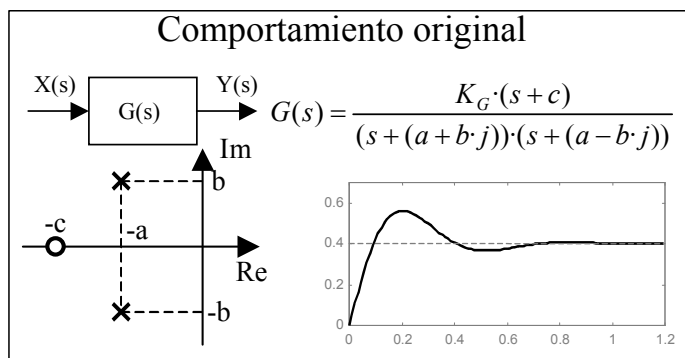 Comportamiento original
X(s)
Y(s)
G(s)
G(s) = K_G·(s + c) / ((s + (a + b·j))·(s + (a − b·j)))
Im
b
-c
-a
Re
-b
0.6
0.4
0.2
0
0 0.2 0.4 0.6 0.8 1 1.2